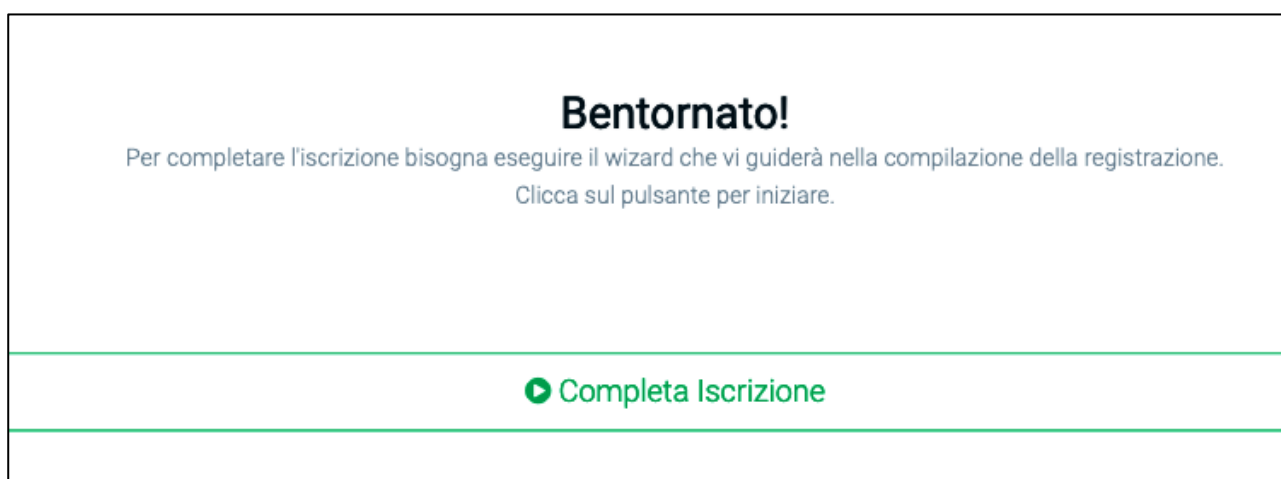 Bentornato!
Per completare l'iscrizione bisogna eseguire il wizard che vi guiderà nella compilazione della registrazione.
Clicca sul pulsante per iniziare.
Completa Iscrizione